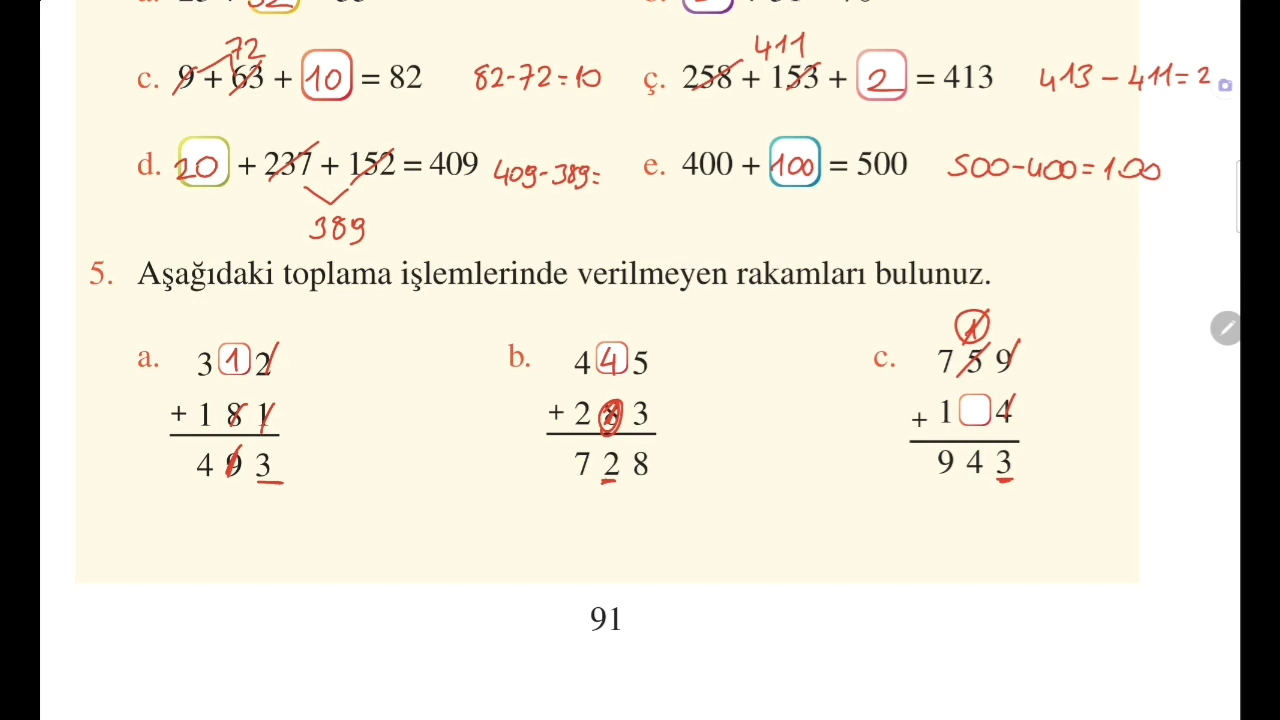 72 411
c. 9 + 63 + 10 = 82 82-72=10 ç. 258 + 153 + 2 = 413 413-411=2
d. 20 + 237 + 152 = 409 409-389= e. 400 + 100 = 500 500-400=100
389
5. Aşağıdaki toplama işlemlerinde verilmeyen rakamları bulunuz.
1
a. 3 1 2 b. 4 4 5 c. 7 5 9
+ 1 8 1 + 2 8 3 + 1 4
4 9 3 7 2 8 9 4 3
91